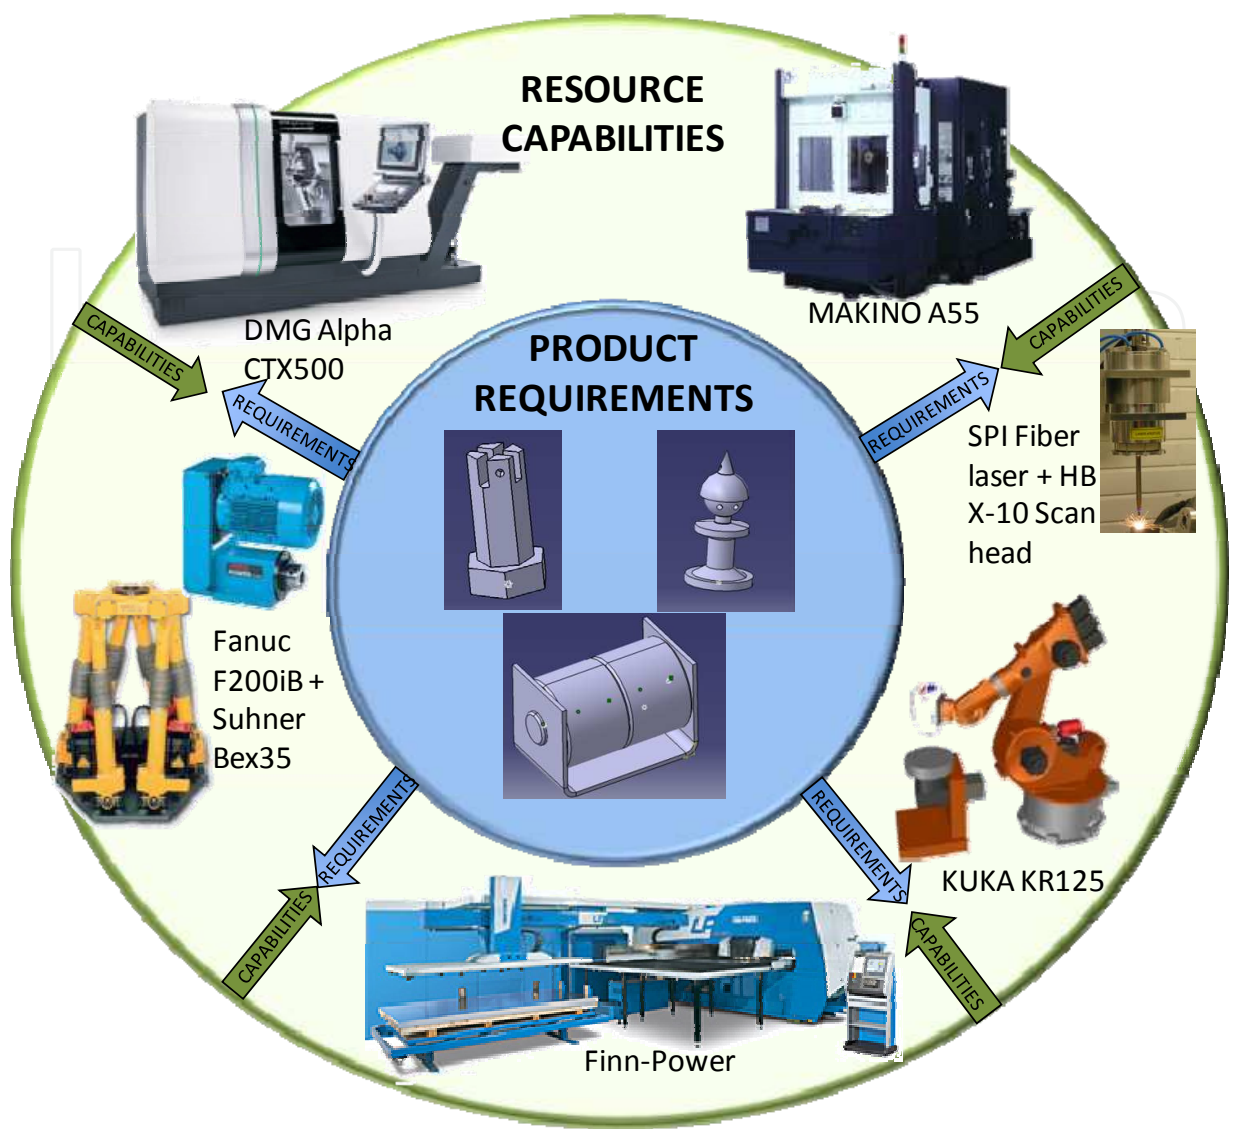 RESOURCE
CAPABILITIES
MAKINO A55
DMG Alpha
CTX500
CAPABILITIES
REQUIREMENTS
PRODUCT
REQUIREMENTS
CAPABILITIES
REQUIREMENTS
SPI Fiber
laser + HB
X-10 Scan
head
Fanuc
F200iB +
Suhner
Bex35
KUKA KR125
REQUIREMENTS
CAPABILITIES
REQUIREMENTS
CAPABILITIES
Finn-Power